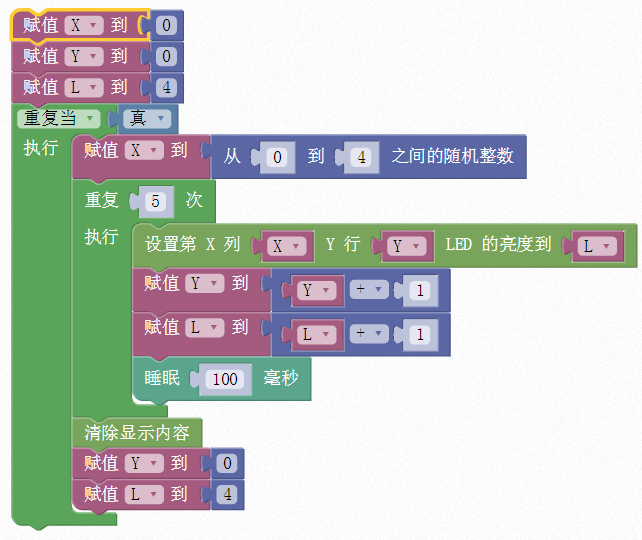 赋值 X 到 0
赋值 Y 到 0
赋值 L 到 4
重复当 真
执行 赋值 X 到 从 0 到 4 之间的随机整数
重复 5 次
执行 设置第 X 列 X Y 行 Y LED 的亮度到 L
赋值 Y 到 Y + 1
赋值 L 到 L + 1
睡眠 100 毫秒
清除显示内容
赋值 Y 到 0
赋值 L 到 4